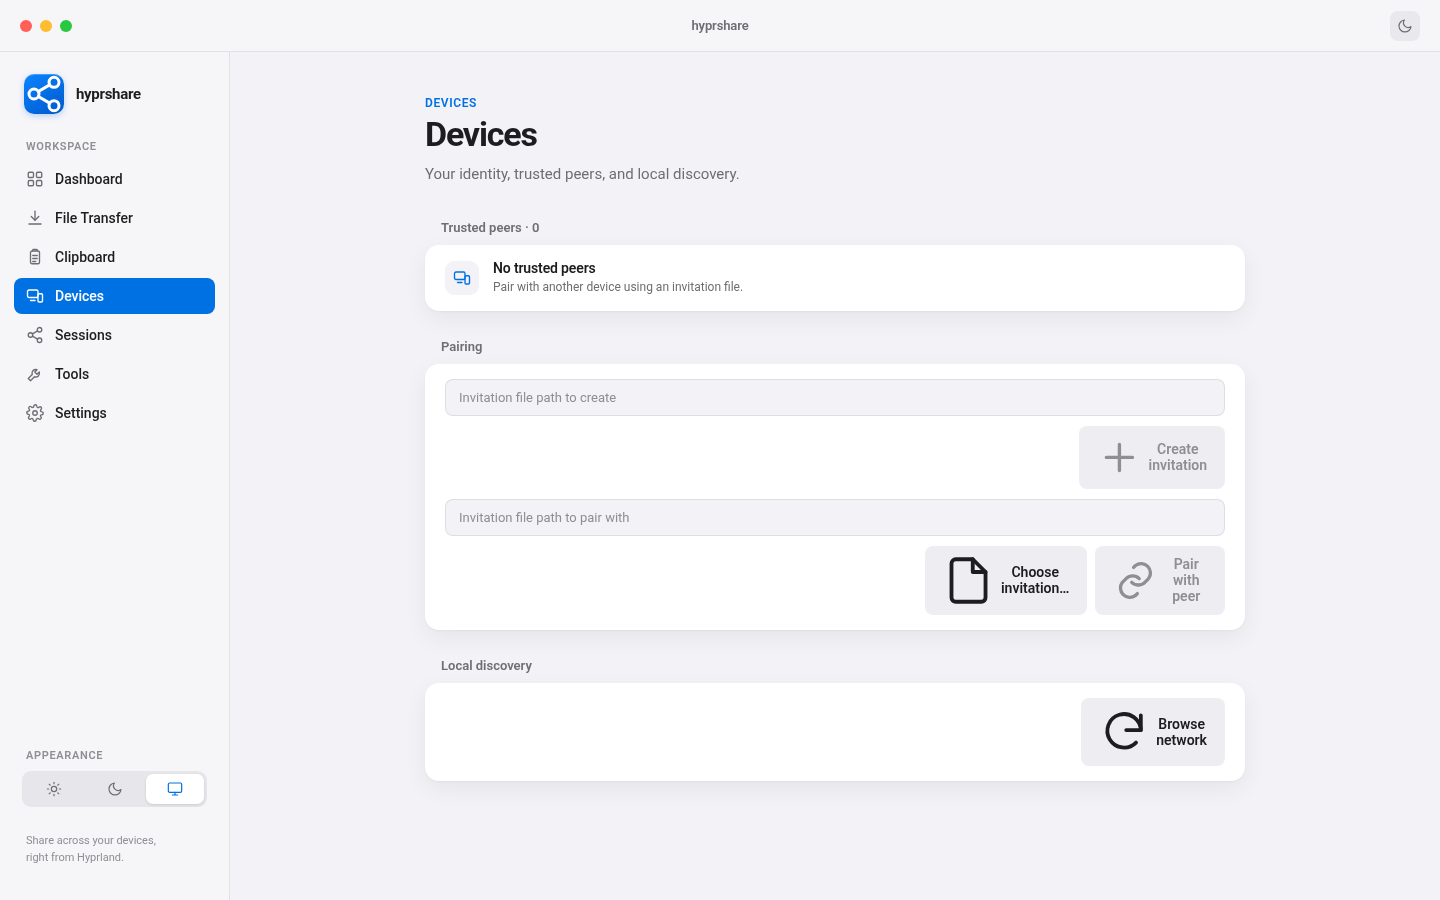 hyprshare
hyprshare
WORKSPACE
Dashboard
File Transfer
Clipboard
Devices
Sessions
Tools
Settings
APPEARANCE
Share across your devices,
right from Hyprland.
DEVICES
Devices
Your identity, trusted peers, and local discovery.
Trusted peers · 0
No trusted peers
Pair with another device using an invitation file.
Pairing
Invitation file path to create
Create
invitation
Invitation file path to pair with
Choose
invitation…
Pair
with
peer
Local discovery
Browse
network